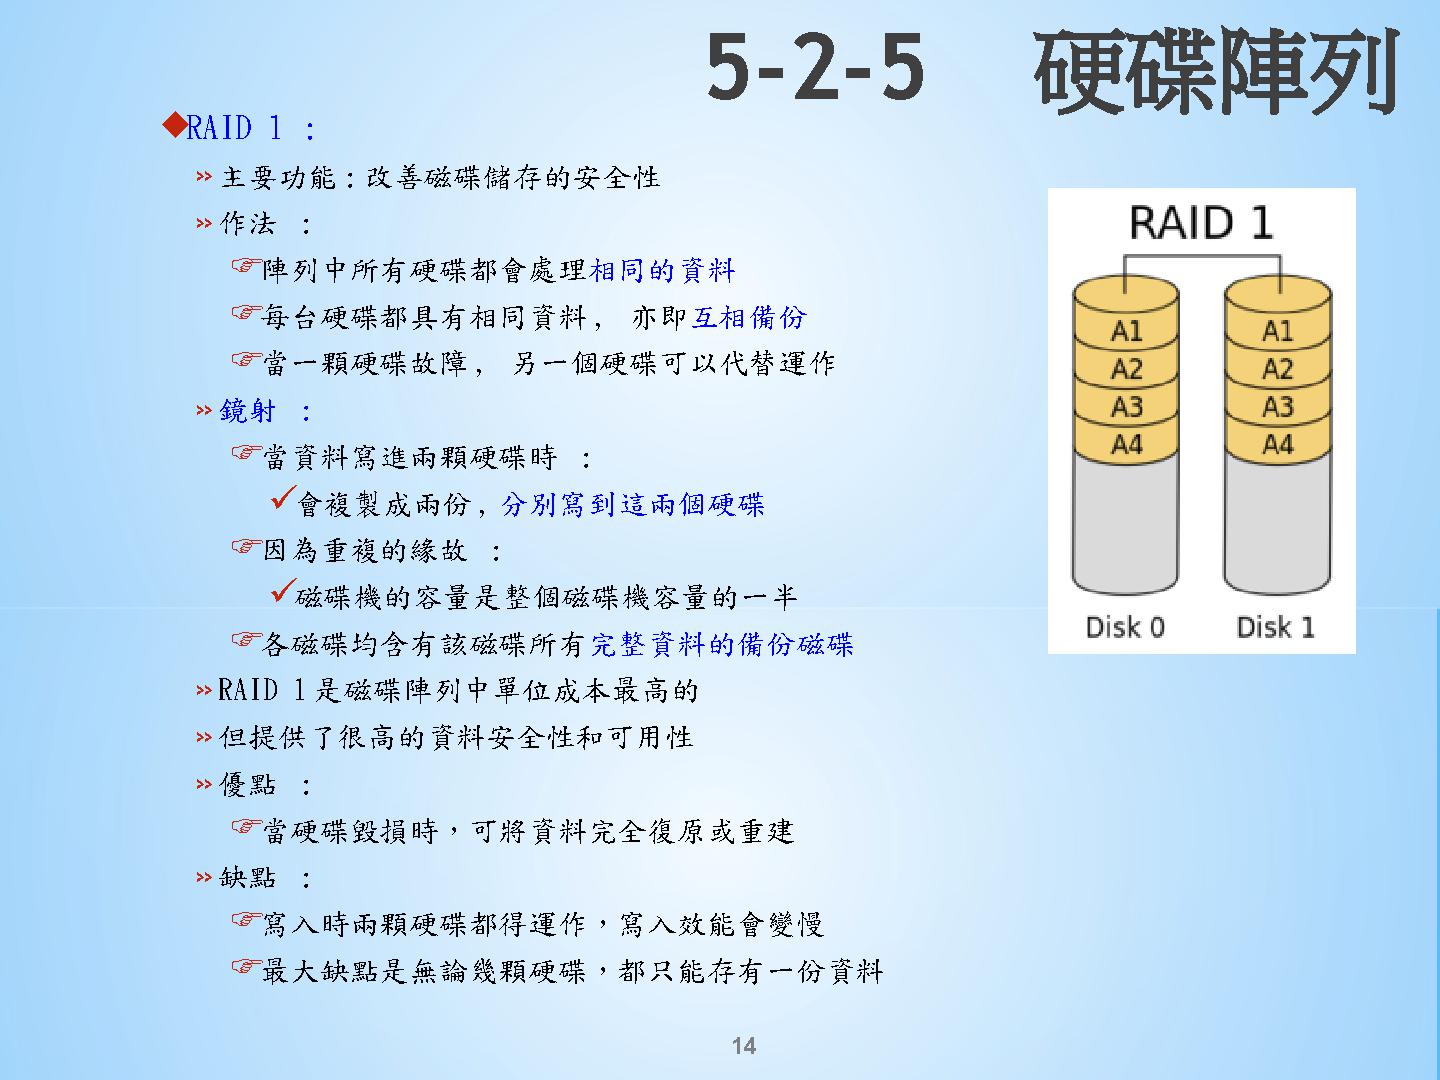 5-2-5 硬碟陣列
RAID 1 :
主要功能:改善磁碟儲存的安全性
作法 :
陣列中所有硬碟都會處理相同的資料
每台硬碟都具有相同資料, 亦即互相備份
當一顆硬碟故障, 另一個硬碟可以代替運作
鏡射 :
當資料寫進兩顆硬碟時 :
會複製成兩份,分別寫到這兩個硬碟
因為重複的緣故 :
磁碟機的容量是整個磁碟機容量的一半
各磁碟均含有該磁碟所有完整資料的備份磁碟
RAID 1是磁碟陣列中單位成本最高的
但提供了很高的資料安全性和可用性
優點 :
當硬碟毀損時,可將資料完全復原或重建
缺點 :
寫入時兩顆硬碟都得運作,寫入效能會變慢
最大缺點是無論幾顆硬碟,都只能存有一份資料
RAID 1
A1 A1
A2 A2
A3 A3
A4 A4
Disk 0 Disk 1
14